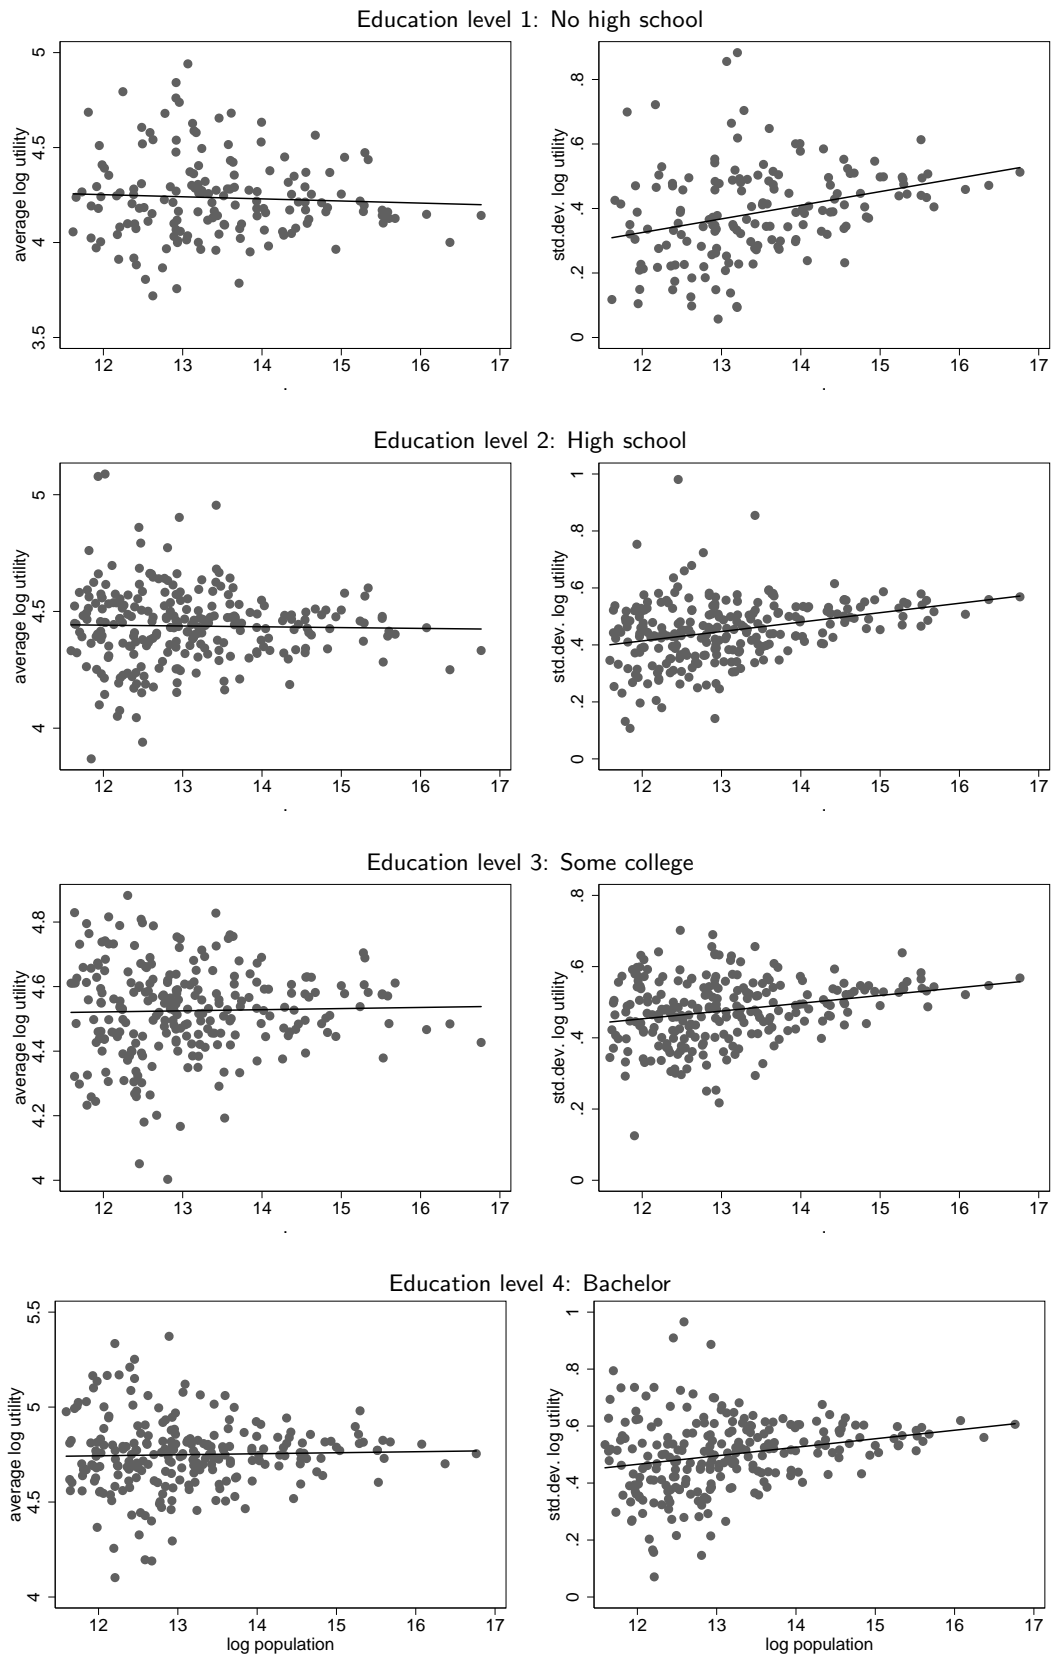 Education level 1: No high school
average log utility
3.5 4 4.5 5
12 13 14 15 16 17
.
std.dev. log utility
0 .2 .4 .6 .8
12 13 14 15 16 17
.
Education level 2: High school
average log utility
4 4.5 5
12 13 14 15 16 17
.
std.dev. log utility
0 .2 .4 .6 .8 1
12 13 14 15 16 17
.
Education level 3: Some college
average log utility
4 4.2 4.4 4.6 4.8
12 13 14 15 16 17
.
std.dev. log utility
0 .2 .4 .6 .8
12 13 14 15 16 17
.
Education level 4: Bachelor
average log utility
4 4.5 5 5.5
12 13 14 15 16 17
log population
std.dev. log utility
0 .2 .4 .6 .8 1
12 13 14 15 16 17
log population